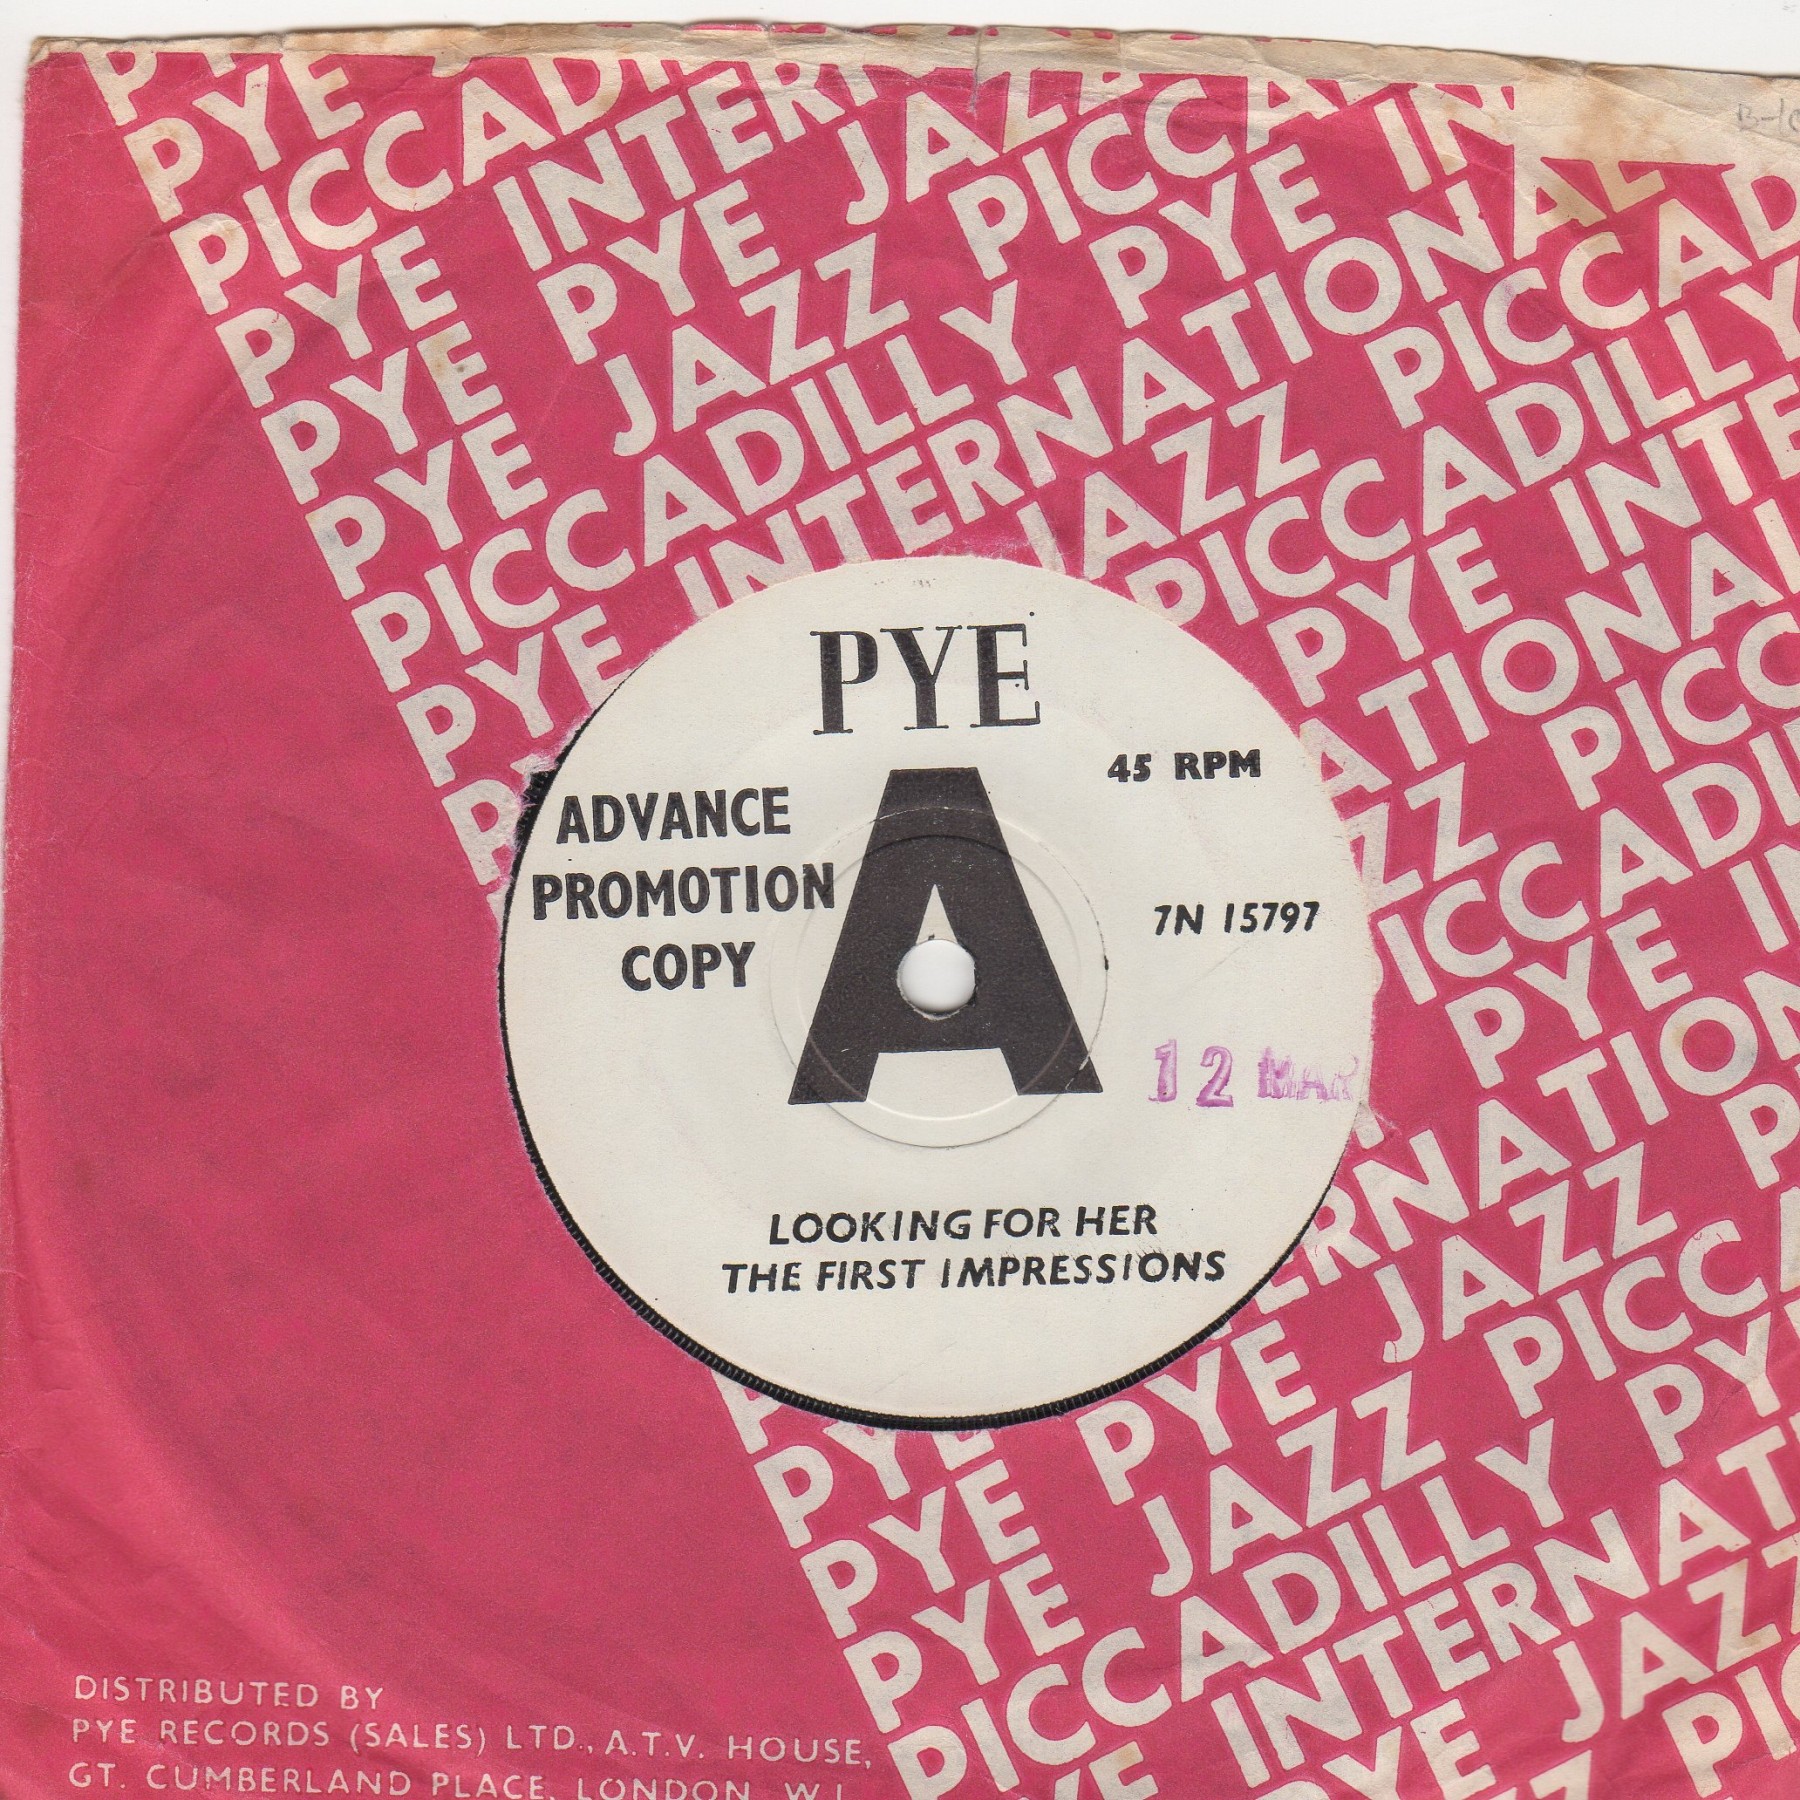 PYE
45 RPM
ADVANCE
PROMOTION
COPY
A
7N 15797
12 MAR
LOOKING FOR HER
THE FIRST IMPRESSIONS
PYE
PICCADILLY
PYE INTERNATIONAL
PYE JAZZ
DISTRIBUTED BY
PYE RECORDS (SALES) LTD., A.T.V. HOUSE,
GT. CUMBERLAND PLACE, LONDON, W.1.